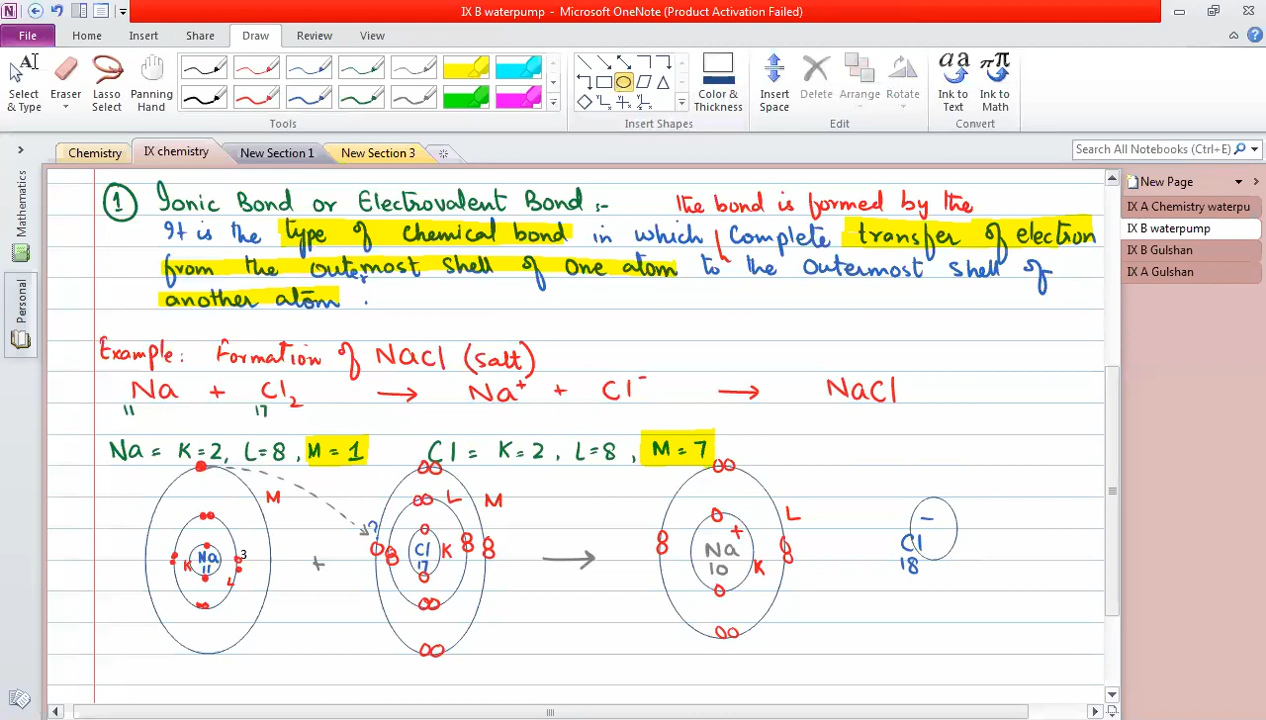 IX B waterpump - Microsoft OneNote (Product Activation Failed)
File Home Insert Share Draw Review View
Select & Type
Eraser
Lasso Select
Panning Hand
Color & Thickness
Insert Space
Delete
Arrange
Rotate
Ink to Text
Ink to Math
Tools
Insert Shapes
Edit
Convert
Chemistry
IX chemistry
New Section 1
New Section 3
Search All Notebooks (Ctrl+E)
Mathematics
Personal
New Page
IX A Chemistry waterpu
IX B waterpump
IX B Gulshan
IX A Gulshan
1 Ionic Bond or Electrovalent Bond :- the bond is formed by the
It is the type of chemical bond in which Complete transfer of electron
from the outermost shell of one atom to the outermost shell of
another atom .
Example: Formation of NaCl (salt)
Na + Cl2 → Na+ + Cl- → NaCl
11 17
Na = K=2, L=8, M=1 Cl = K=2, L=8, M=7
M
Na
11
K
L
3
+
?
L
M
Cl
17
K
→
L
+
Na
10
K
-
Cl
18